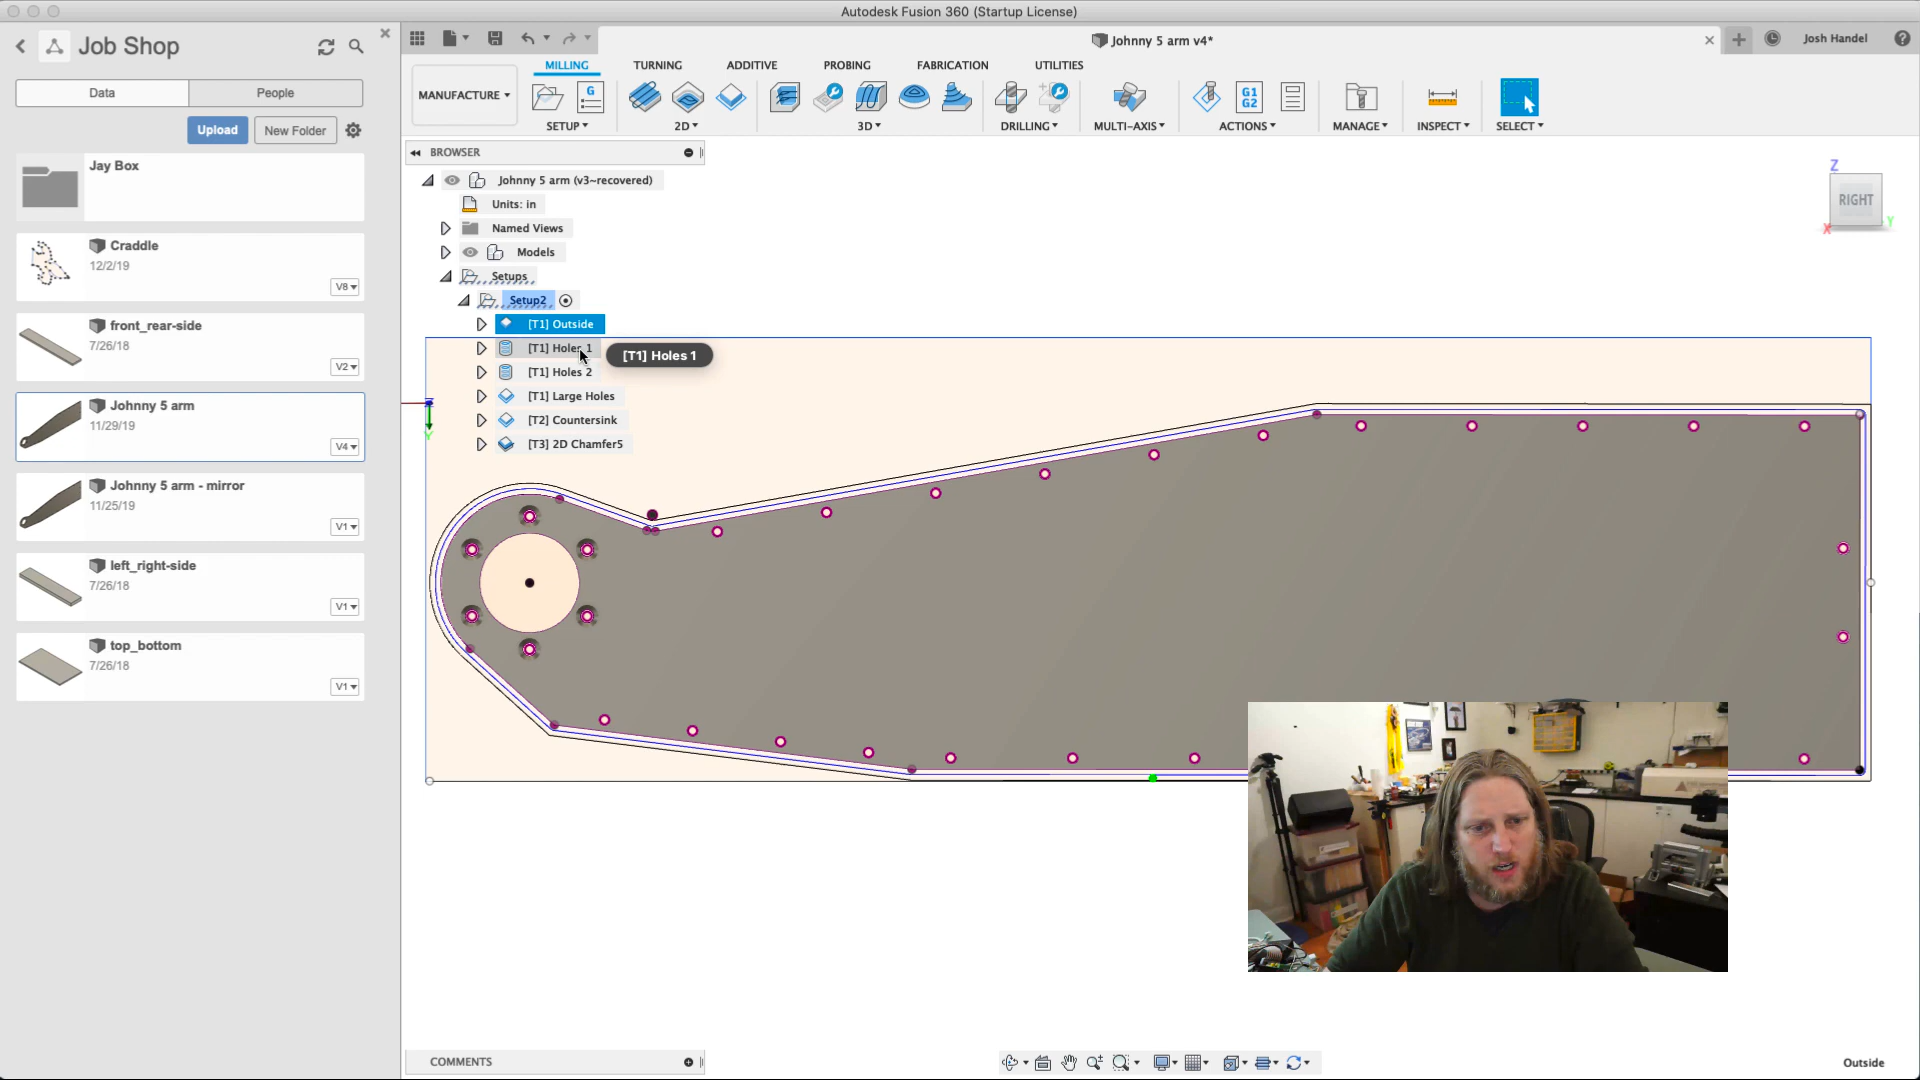 Autodesk Fusion 360 (Startup License)
Job Shop
Data
People
Upload
New Folder
Jay Box
Craddle
12/2/19
V8
front_rear-side
7/26/18
V2
Johnny 5 arm
11/29/19
V4
Johnny 5 arm - mirror
11/25/19
V1
left_right-side
7/26/18
V1
top_bottom
7/26/18
V1
Johnny 5 arm v4*
Josh Handel
MILLING
TURNING
ADDITIVE
PROBING
FABRICATION
UTILITIES
MANUFACTURE
G
G1
G2
SETUP
2D
3D
DRILLING
MULTI-AXIS
ACTIONS
MANAGE
INSPECT
SELECT
BROWSER
Johnny 5 arm (v3~recovered)
Units: in
Named Views
Models
Setups
Setup2
[T1] Outside
[T1] Holes 1
[T1] Holes 1
[T1] Holes 2
[T1] Large Holes
[T2] Countersink
[T3] 2D Chamfer5
Z
RIGHT
X
Y
Y
COMMENTS
Outside